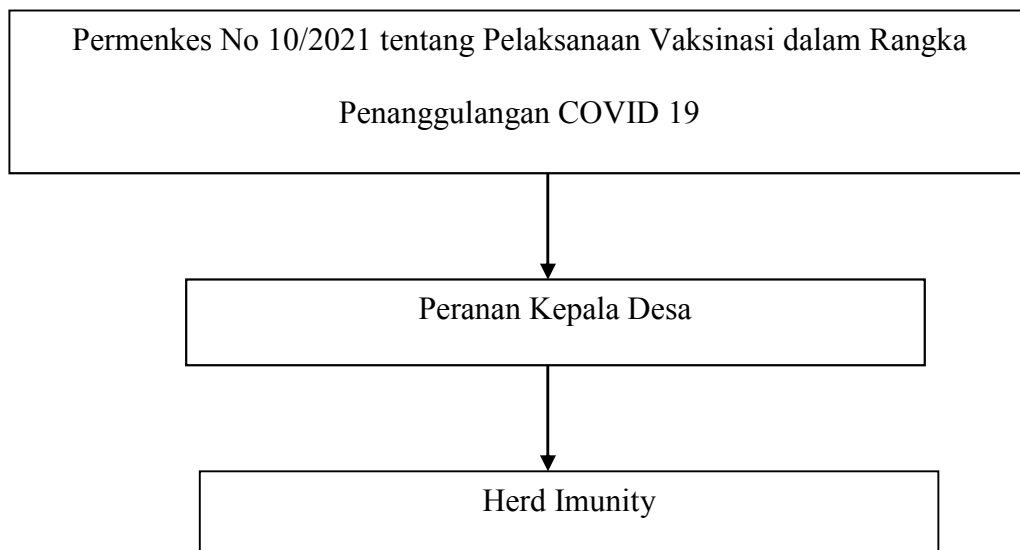 Permenkes No 10/2021 tentang Pelaksanaan Vaksinasi dalam Rangka
Penanggulangan COVID 19
Peranan Kepala Desa
Herd Imunity